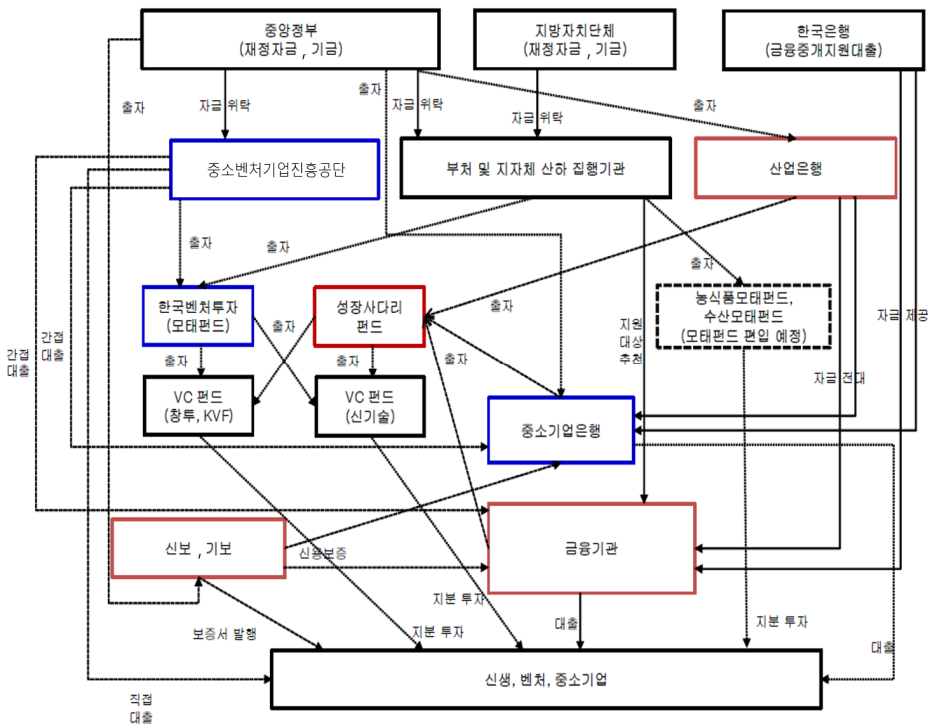 중앙정부
(재정자금 , 기금)
지방자치단체
(재정자금 , 기금)
한국은행
(금융중개지원대출)
출자
자금 위탁
출자
자금 위탁
자금 위탁
출자
중소벤처기업진흥공단
부처 및 지자체 산하 집행기관
산업은행
출자
출자
출자
한국벤처투자
(모태펀드)
성장사다리
펀드
농식품모태펀드,
수산모태펀드
(모태펀드 편입 예정)
출자
자금 제공
간접
대출
간접
대출
출자
출자
출자
출자
지원
대상
추천
자금 전대
VC 펀드
(창투, KVF)
VC 펀드
(신기술)
중소기업은행
신보 , 기보
신용보증
금융기관
지분 투자
보증서 발행
지분 투자
대출
지분 투자
대출
신생, 벤처, 중소기업
직접
대출